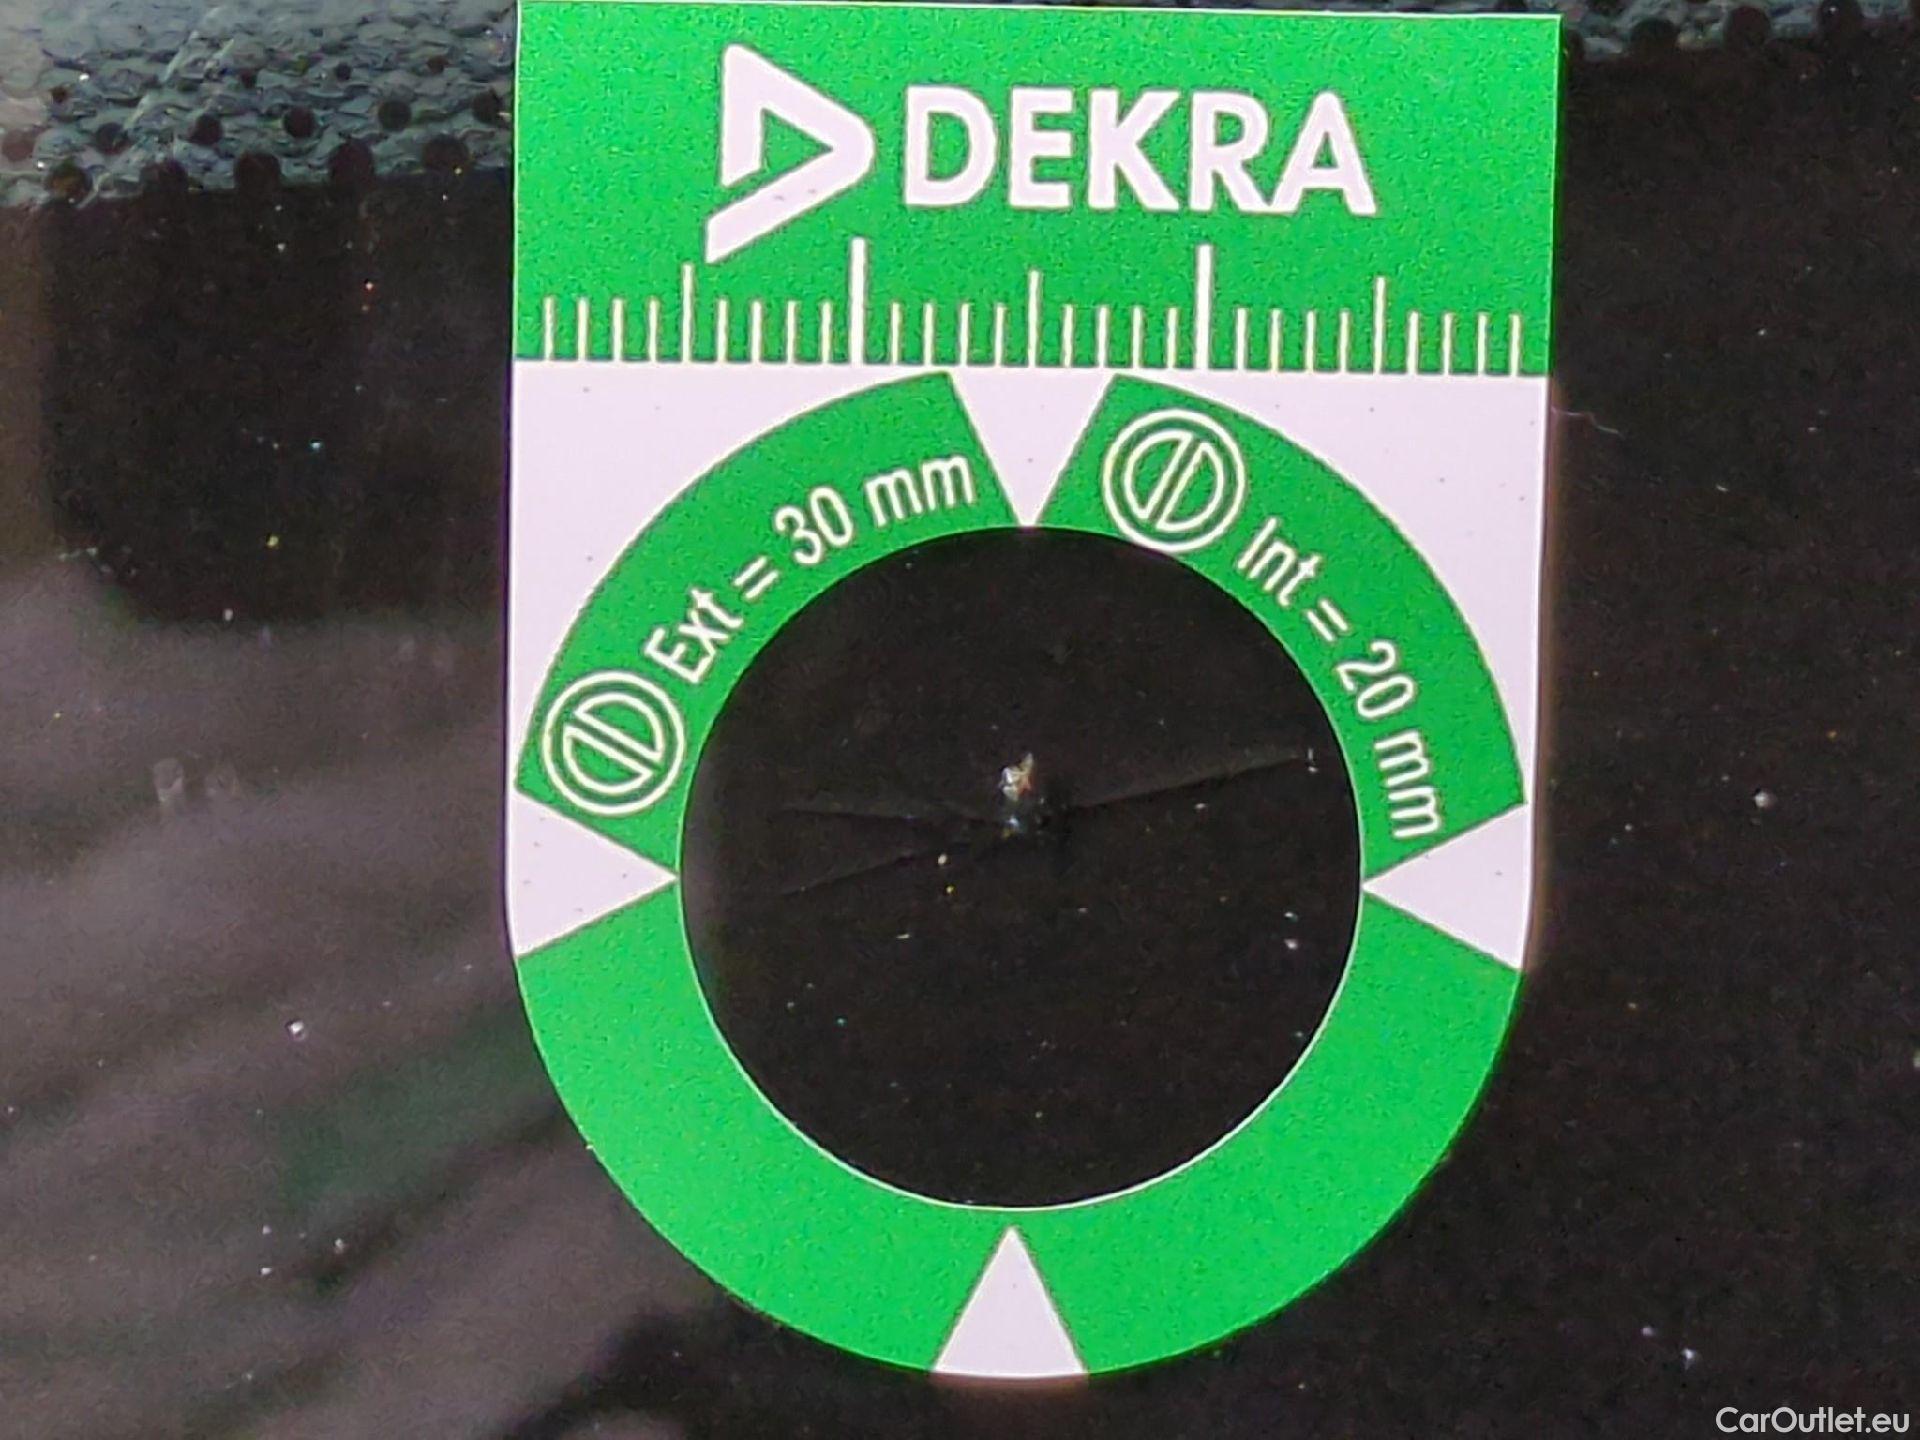 DEKRA
Ext = 30 mm
Int = 20 mm
CarOutlet.eu